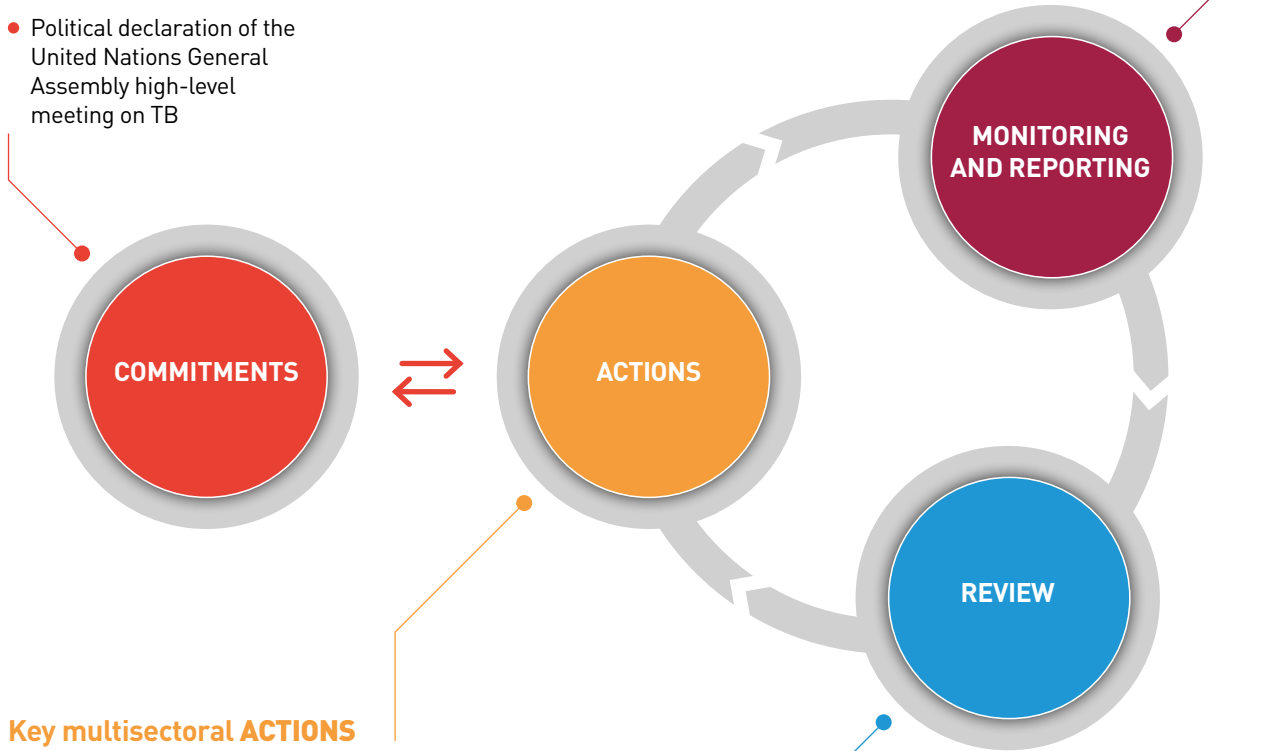 • Political declaration of the
United Nations General
Assembly high-level
meeting on TB
MONITORING
AND REPORTING
COMMITMENTS
ACTIONS
REVIEW
Key multisectoral ACTIONS